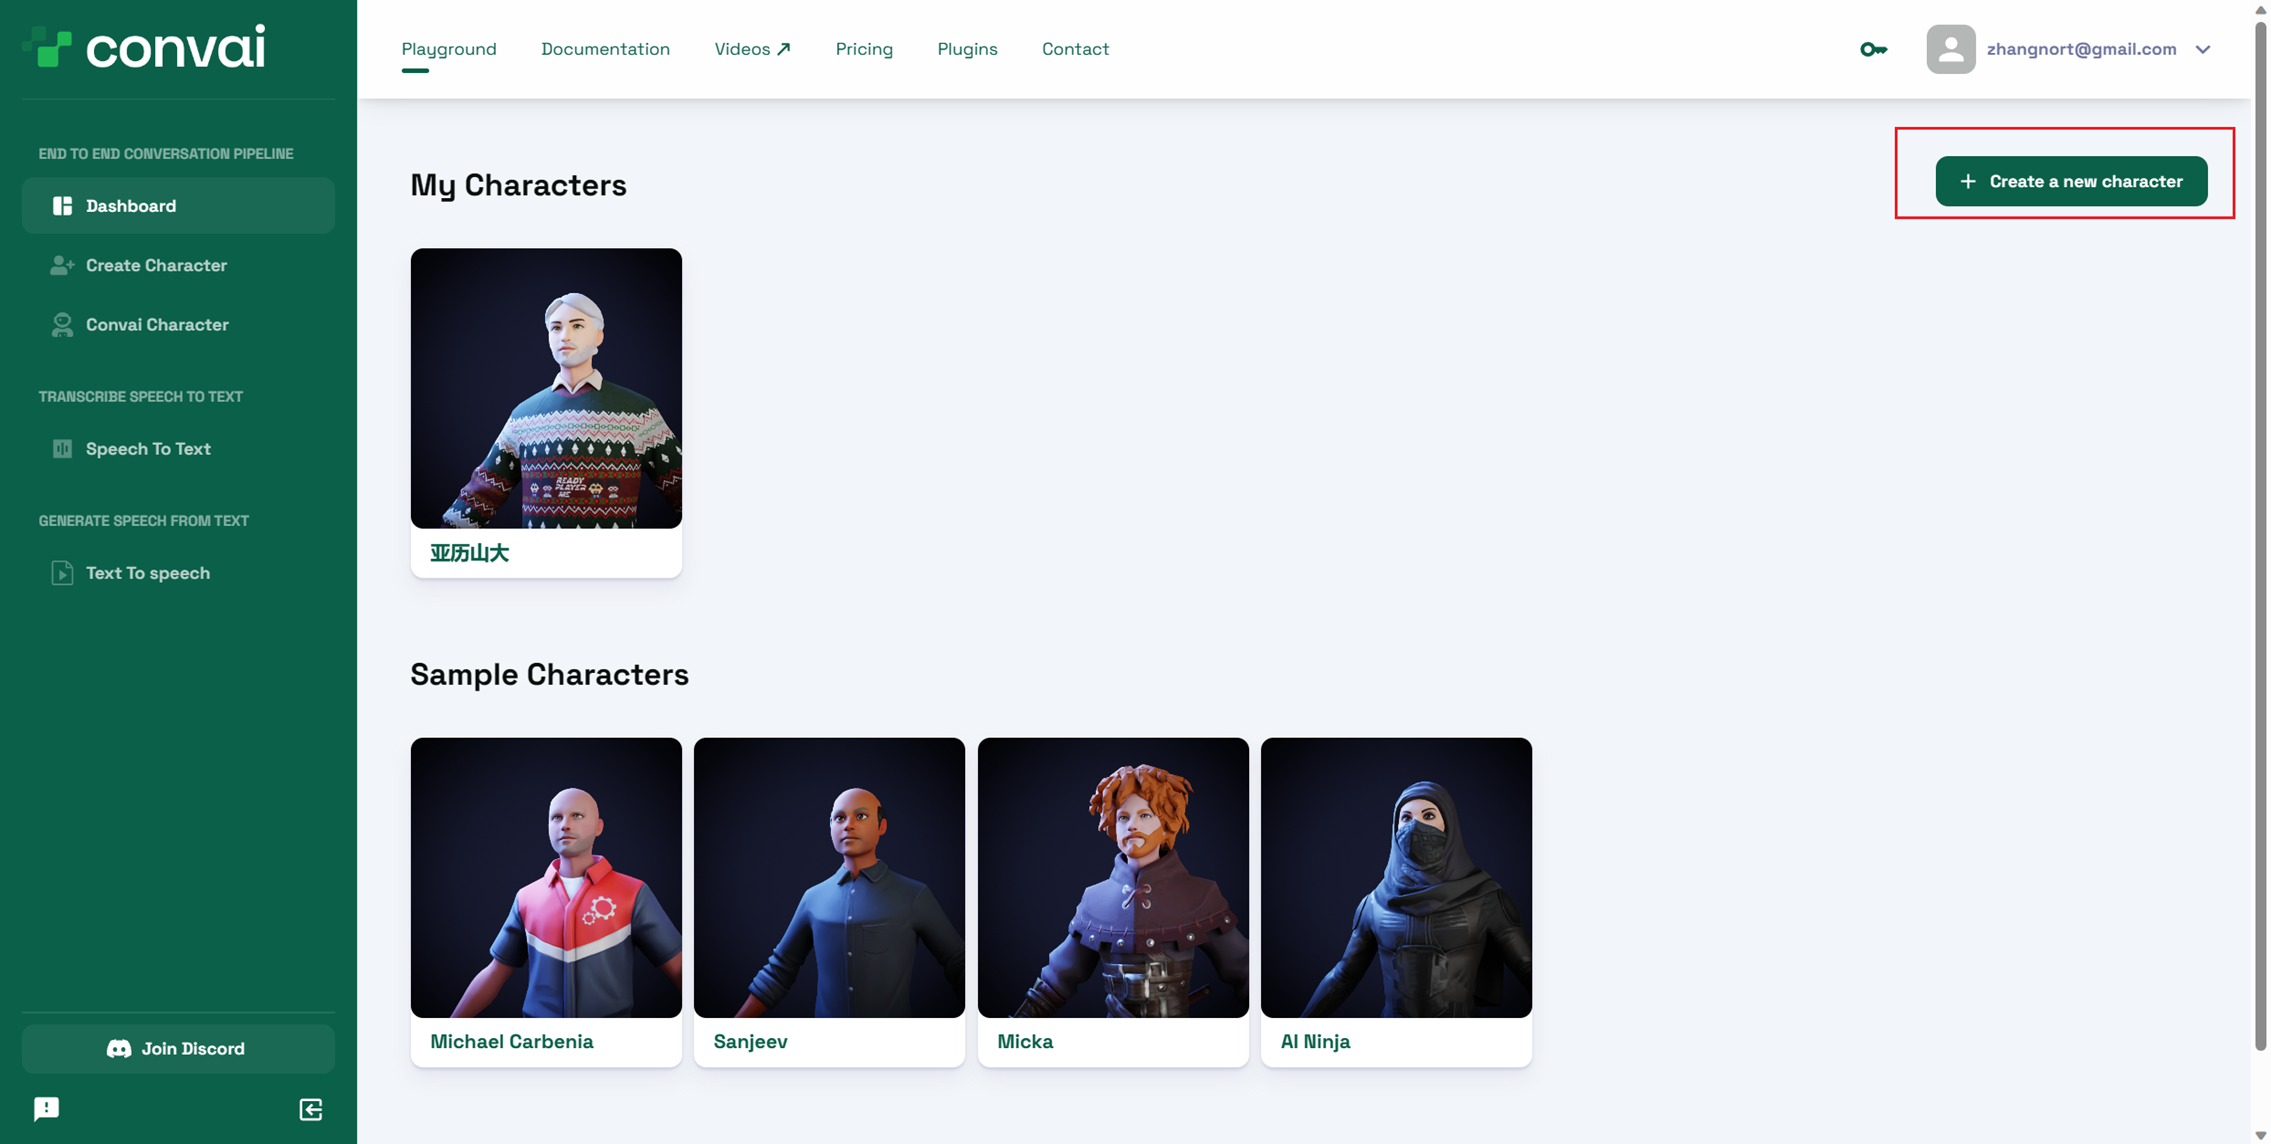 convai
Playground Documentation Videos Pricing Plugins Contact
zhangnort@gmail.com
END TO END CONVERSATION PIPELINE
Dashboard
Create Character
Convai Character
TRANSCRIBE SPEECH TO TEXT
Speech To Text
GENERATE SPEECH FROM TEXT
Text To speech
Join Discord
My Characters
+ Create a new character
READY
PLAYER
ME
亚历山大
Sample Characters
Michael Carbenia
Sanjeev
Micka
AI Ninja